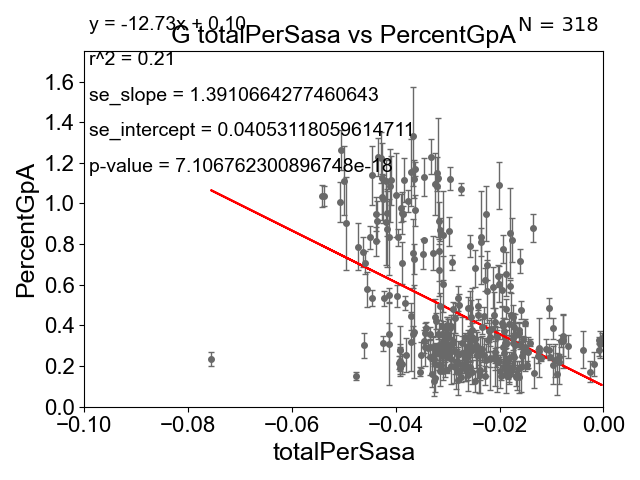 y = -12.73x + 0.10
N = 318
G totalPerSasa vs PercentGpA
r^2 = 0.21
se_slope = 1.3910664277460643
se_intercept = 0.04053118059614711
p-value = 7.106762300896748e-18
PercentGpA
1.6
1.4
1.2
1.0
0.8
0.6
0.4
0.2
0.0
−0.10 −0.08 −0.06 −0.04 −0.02 0.00
totalPerSasa